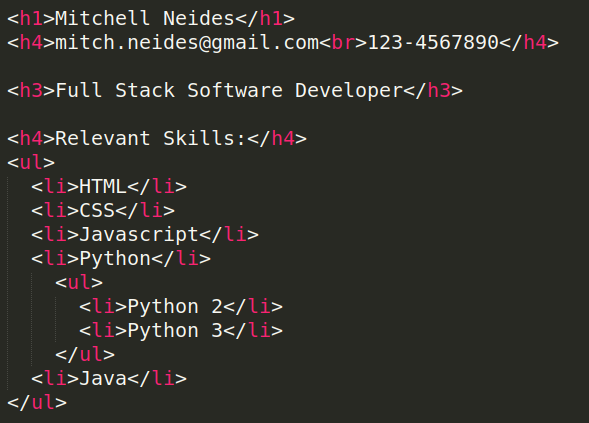 <h1>Mitchell Neides</h1>
<h4>mitch.neides@gmail.com<br>123-4567890</h4>

<h3>Full Stack Software Developer</h3>

<h4>Relevant Skills:</h4>
<ul>
  <li>HTML</li>
  <li>CSS</li>
  <li>Javascript</li>
  <li>Python</li>
    <ul>
      <li>Python 2</li>
      <li>Python 3</li>
    </ul>
  <li>Java</li>
</ul>